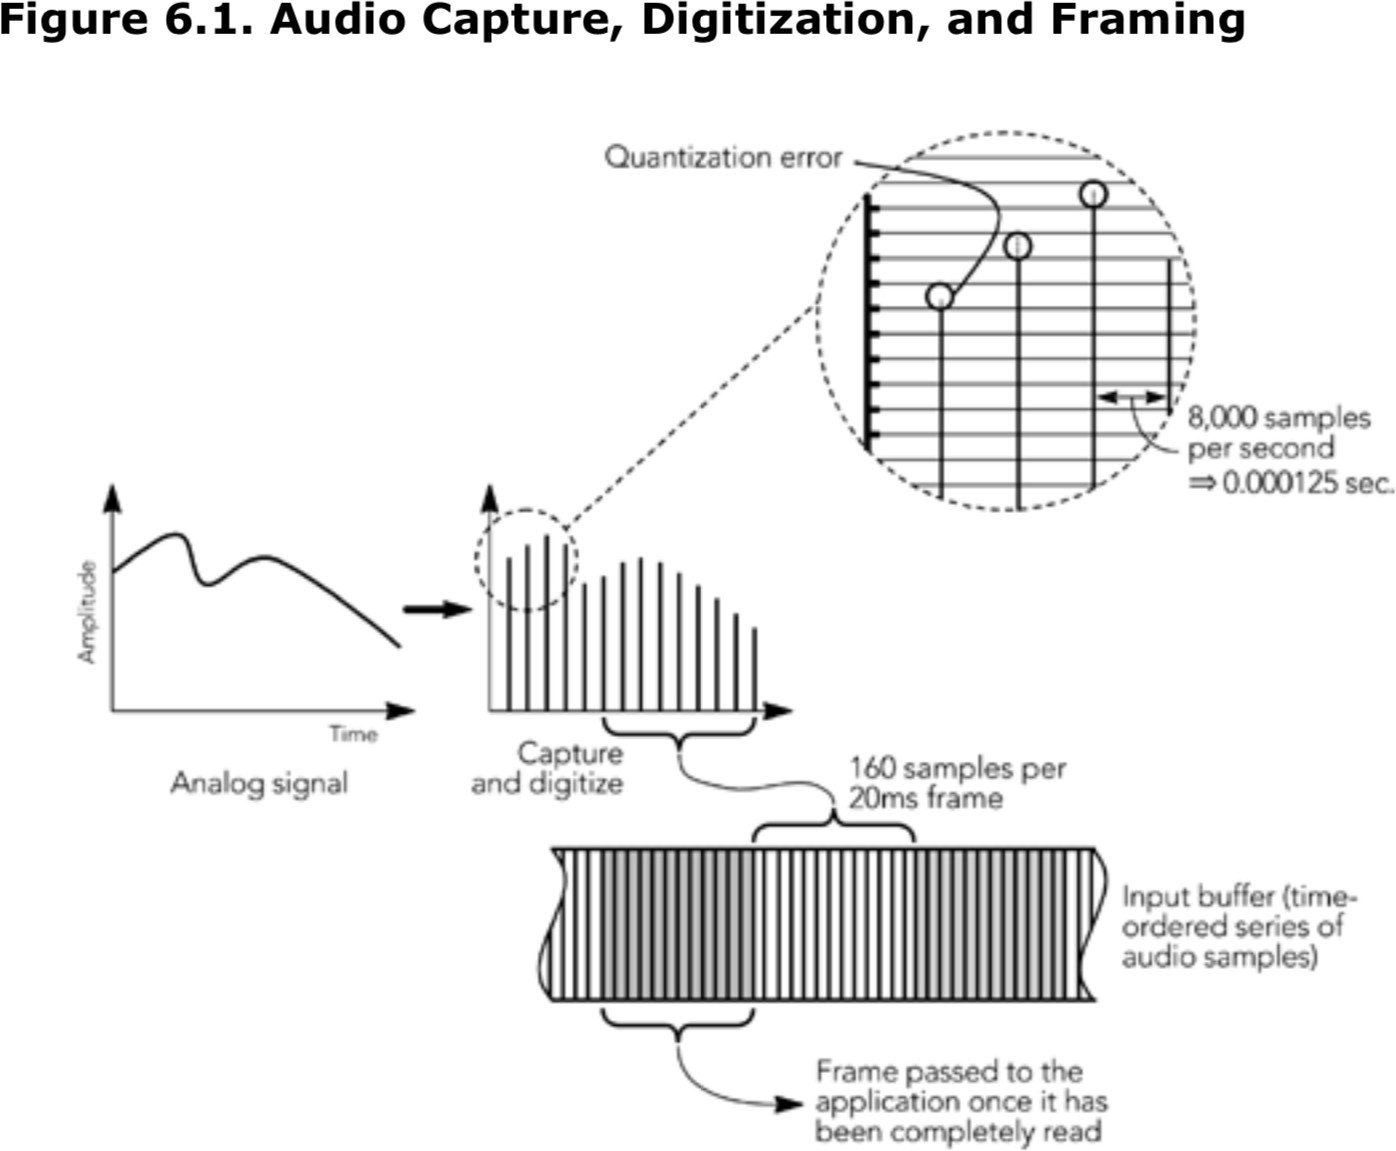 Figure 6.1. Audio Capture, Digitization, and Framing
Quantization error
8,000 samples
per second
⇒ 0.000125 sec.
Amplitude
Time
Analog signal
Capture
and digitize
160 samples per
20ms frame
Input buffer (time-
ordered series of
audio samples)
Frame passed to the
application once it has
been completely read